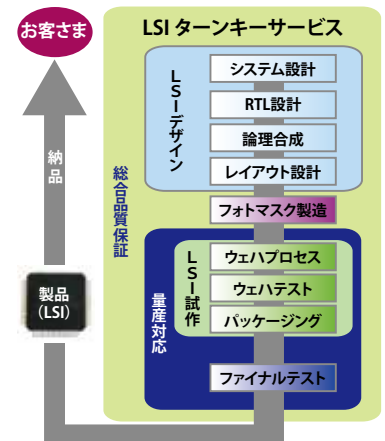 お客さま
LSI ターンキーサービス
LSIデザイン
システム設計
RTL設計
論理合成
レイアウト設計
納品
総合品質保証
フォトマスク製造
量産対応
LSI試作
ウェハプロセス
ウェハテスト
パッケージング
製品
(LSI)
ファイナルテスト